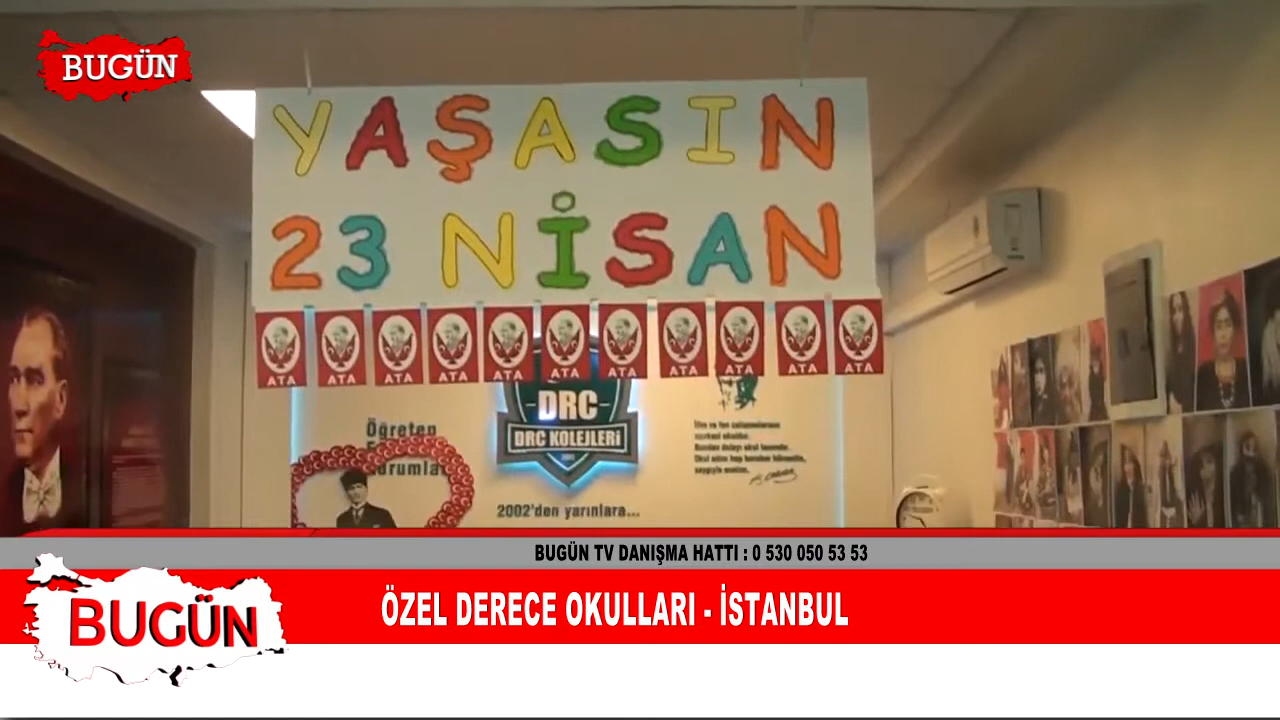 BUGÜN
YAŞASIN
23 NİSAN
ATA ATA ATA ATA ATA ATA ATA ATA ATA ATA ATA
DRC
DRC KOLEJLERİ
Öğreten
2002'den yarınlara...
BUGÜN TV DANIŞMA HATTI : 0 530 050 53 53
ÖZEL DERECE OKULLARI - İSTANBUL
BUGÜN